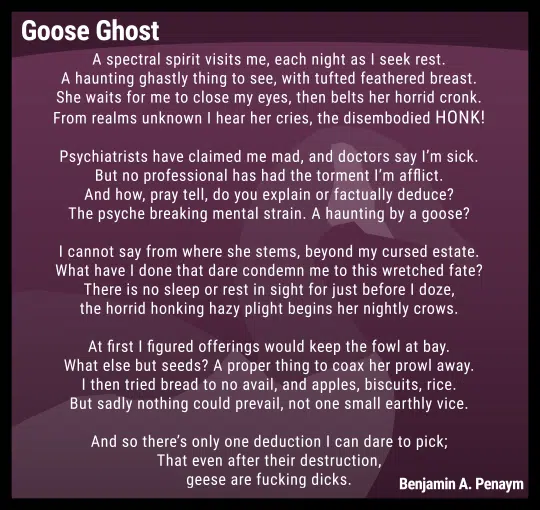 Goose Ghost
A spectral spirit visits me, each night as I seek rest.
A haunting ghastly thing to see, with tufted feathered breast.
She waits for me to close my eyes, then belts her horrid cronk.
From realms unknown I hear her cries, the disembodied HONK!
Psychiatrists have claimed me mad, and doctors say I'm sick.
But no professional has had the torment I'm afflict.
And how, pray tell, do you explain or factually deduce?
The psyche breaking mental strain. A haunting by a goose?
I cannot say from where she stems, beyond my cursed estate.
What have I done that dare condemn me to this wretched fate?
There is no sleep or rest in sight for just before I doze,
the horrid honking hazy plight begins her nightly crows.
At first I figured offerings would keep the fowl at bay.
What else but seeds? A proper thing to coax her prowl away.
I then tried bread to no avail, and apples, biscuits, rice.
But sadly nothing could prevail, not one small earthly vice.
And so there's only one deduction I can dare to pick;
That even after their destruction,
geese are fucking dicks.
Benjamin A. Penaym